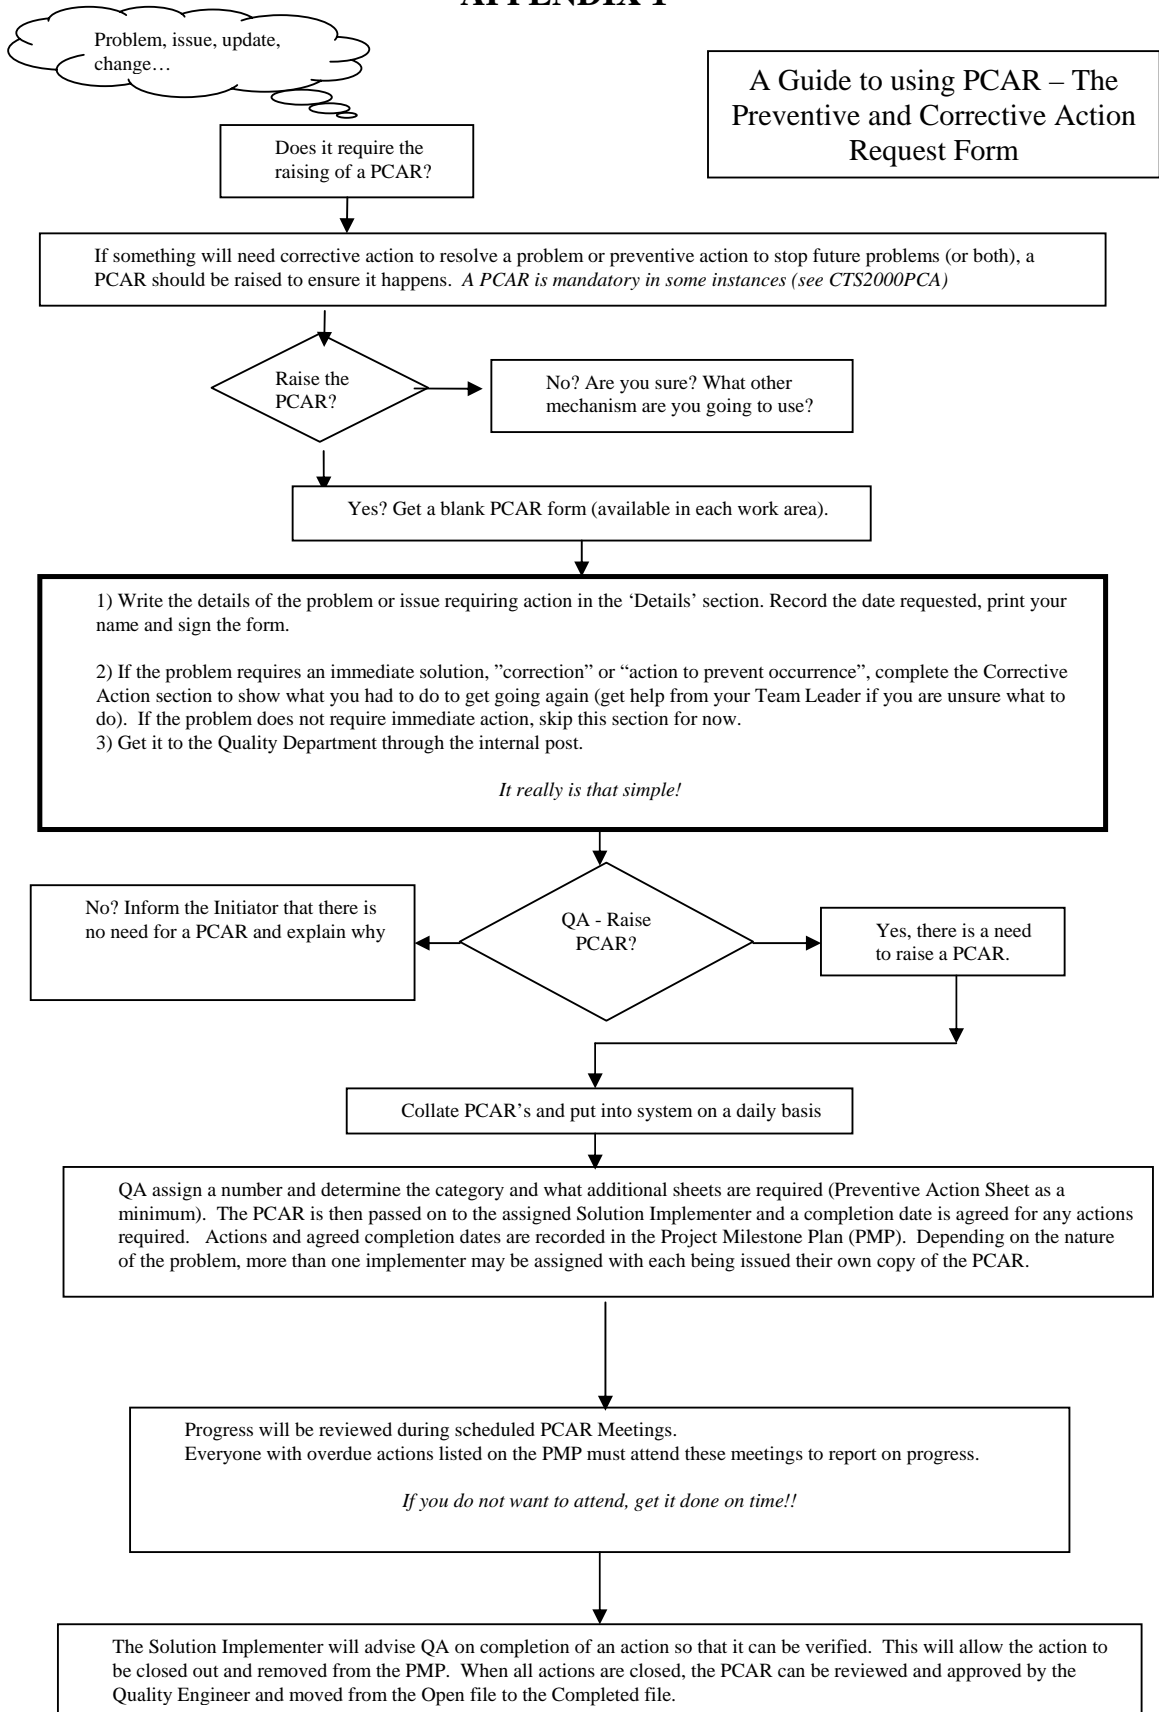 APPENDIX 1
Problem, issue, update,
change…
A Guide to using PCAR – The
Preventive and Corrective Action
Request Form
Does it require the
raising of a PCAR?
If something will need corrective action to resolve a problem or preventive action to stop future problems (or both), a
PCAR should be raised to ensure it happens.  A PCAR is mandatory in some instances (see CTS2000PCA)
Raise the
PCAR?
No? Are you sure? What other
mechanism are you going to use?
Yes? Get a blank PCAR form (available in each work area).
1) Write the details of the problem or issue requiring action in the ‘Details’ section. Record the date requested, print your
name and sign the form.
2) If the problem requires an immediate solution, ”correction” or “action to prevent occurrence”, complete the Corrective
Action section to show what you had to do to get going again (get help from your Team Leader if you are unsure what to
do).  If the problem does not require immediate action, skip this section for now.
3) Get it to the Quality Department through the internal post.
It really is that simple!
No? Inform the Initiator that there is
no need for a PCAR and explain why
QA - Raise
PCAR?
Yes, there is a need
to raise a PCAR.
Collate PCAR’s and put into system on a daily basis
QA assign a number and determine the category and what additional sheets are required (Preventive Action Sheet as a
minimum).  The PCAR is then passed on to the assigned Solution Implementer and a completion date is agreed for any actions
required.   Actions and agreed completion dates are recorded in the Project Milestone Plan (PMP).  Depending on the nature
of the problem, more than one implementer may be assigned with each being issued their own copy of the PCAR.
Progress will be reviewed during scheduled PCAR Meetings.
Everyone with overdue actions listed on the PMP must attend these meetings to report on progress.
If you do not want to attend, get it done on time!!
The Solution Implementer will advise QA on completion of an action so that it can be verified.  This will allow the action to
be closed out and removed from the PMP.  When all actions are closed, the PCAR can be reviewed and approved by the
Quality Engineer and moved from the Open file to the Completed file.